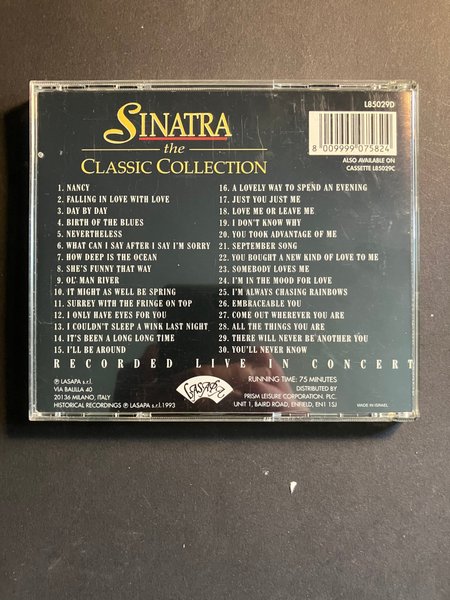 SINATRA
the
CLASSIC COLLECTION
L85029D
8 009999 075824
ALSO AVAILABLE ON
CASSETTE L85029C
1. NANCY
2. FALLING IN LOVE WITH LOVE
3. DAY BY DAY
4. BIRTH OF THE BLUES
5. NEVERTHELESS
6. WHAT CAN I SAY AFTER I SAY I'M SORRY
7. HOW DEEP IS THE OCEAN
8. SHE'S FUNNY THAT WAY
9. OL' MAN RIVER
10. IT MIGHT AS WELL BE SPRING
11. SURREY WITH THE FRINGE ON TOP
12. I ONLY HAVE EYES FOR YOU
13. I COULDN'T SLEEP A WINK LAST NIGHT
14. IT'S BEEN A LONG LONG TIME
15. I'LL BE AROUND
16. A LOVELY WAY TO SPEND AN EVENING
17. JUST YOU JUST ME
18. LOVE ME OR LEAVE ME
19. I DON'T KNOW WHY
20. YOU TOOK ADVANTAGE OF ME
21. SEPTEMBER SONG
22. YOU BOUGHT A NEW KIND OF LOVE TO ME
23. SOMEBODY LOVES ME
24. I'M IN THE MOOD FOR LOVE
25. I'M ALWAYS CHASING RAINBOWS
26. EMBRACEABLE YOU
27. COME OUT WHEREVER YOU ARE
28. ALL THE THINGS YOU ARE
29. THERE WILL NEVER BE ANOTHER YOU
30. YOU'LL NEVER KNOW
RECORDED LIVE IN CONCERT
℗ LASAPA s.r.l.
VIA BALILLA 40
20136 MILANO, ITALY
HISTORICAL RECORDINGS ℗ LASAPA s.r.l.1993
LASAPA
RUNNING TIME: 75 MINUTES
DISTRIBUTED BY
PRISM LEISURE CORPORATION. PLC.
UNIT 1, BAIRD ROAD, ENFIELD, EN1 1SJ
MADE IN ISRAEL